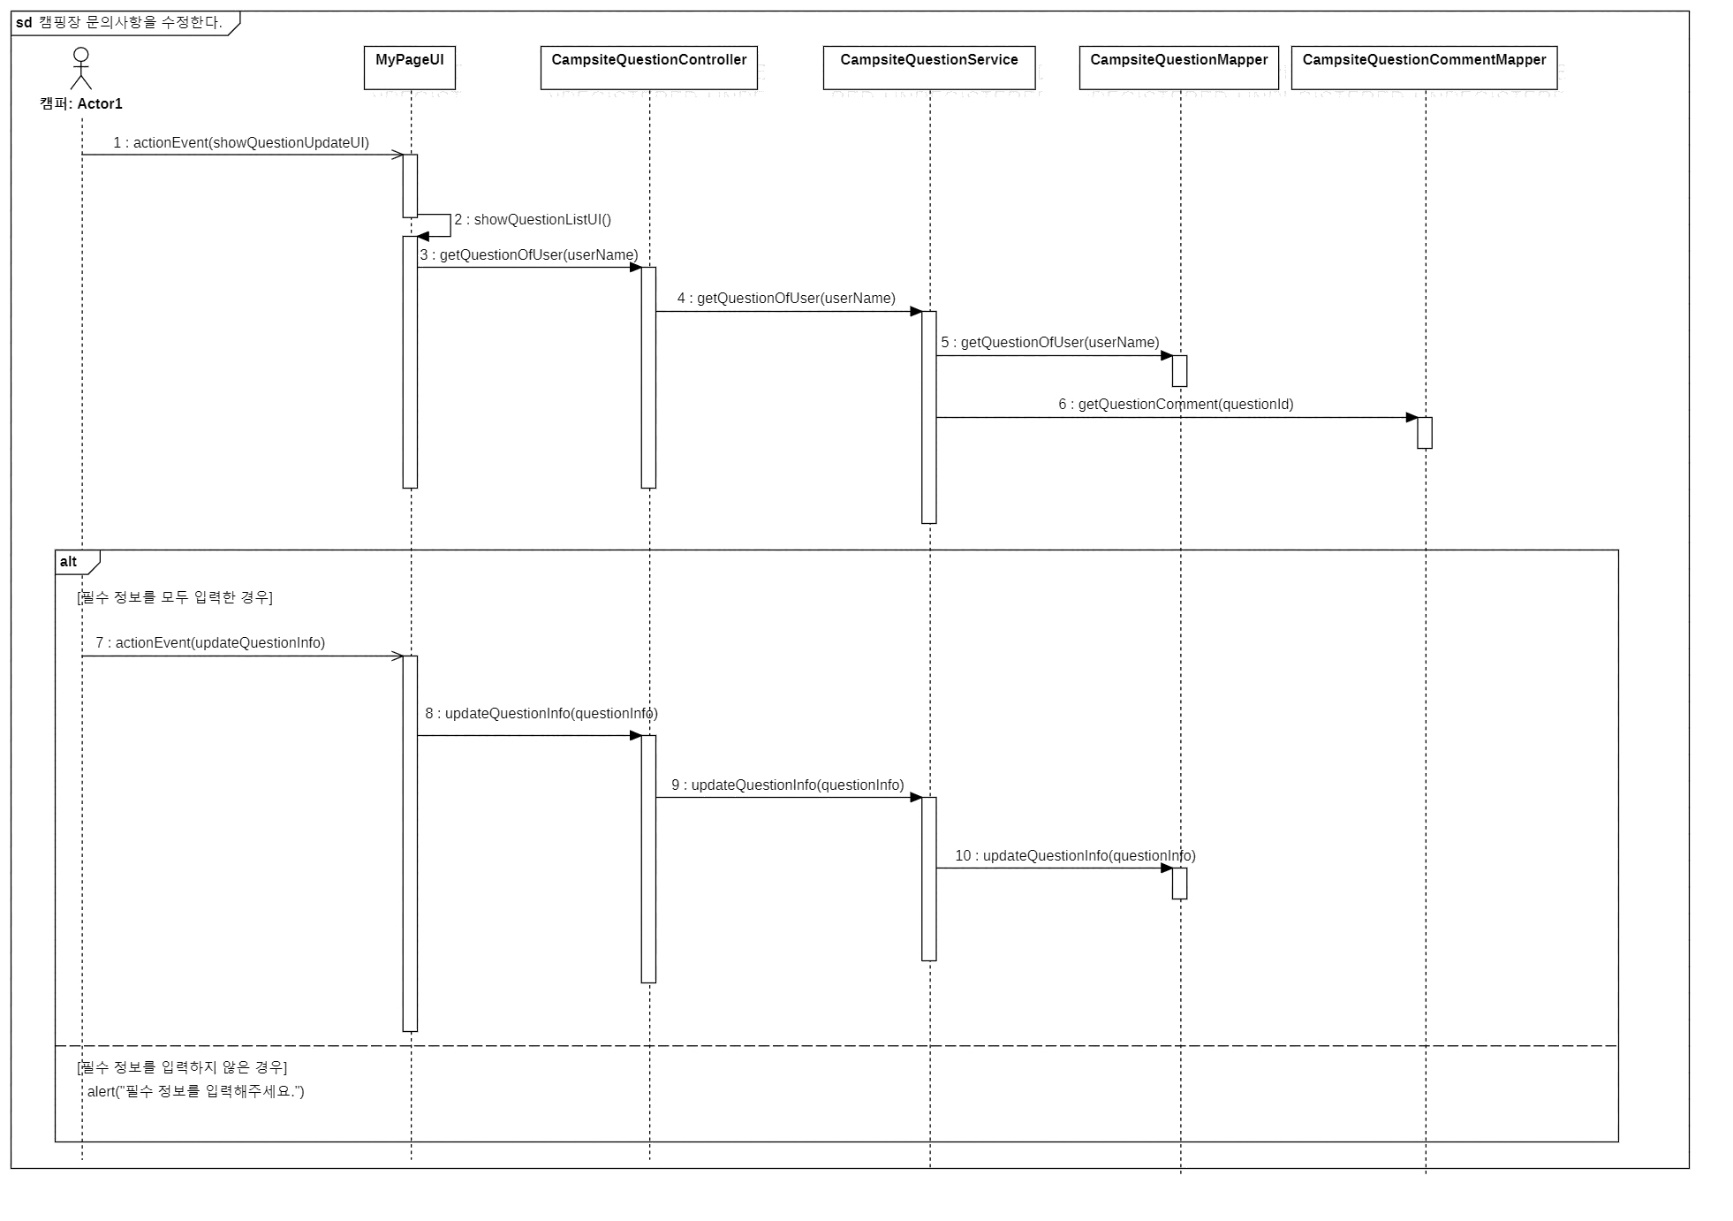 sd 캠핑장 문의사항을 수정한다.
캠퍼: Actor1
MyPageUI
CampsiteQuestionController
CampsiteQuestionService
CampsiteQuestionMapper
CampsiteQuestionCommentMapper
1 : actionEvent(showQuestionUpdateUI)
2 : showQuestionListUI()
3 : getQuestionOfUser(userName)
4 : getQuestionOfUser(userName)
5 : getQuestionOfUser(userName)
6 : getQuestionComment(questionId)
alt
[필수 정보를 모두 입력한 경우]
7 : actionEvent(updateQuestionInfo)
8 : updateQuestionInfo(questionInfo)
9 : updateQuestionInfo(questionInfo)
10 : updateQuestionInfo(questionInfo)
[필수 정보를 입력하지 않은 경우]
alert("필수 정보를 입력해주세요.")